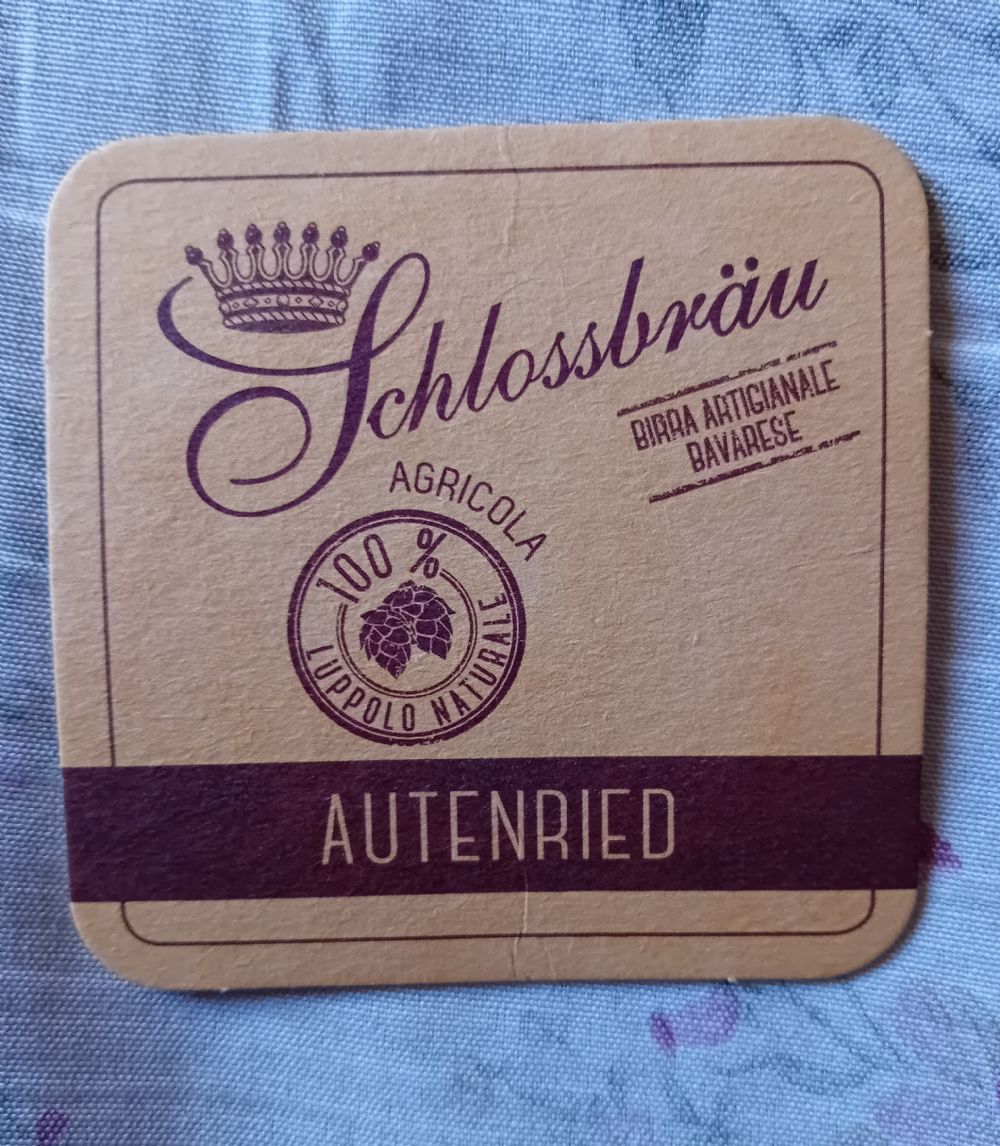 Schlossbräu
BIRRA ARTIGIANALE
BAVARESE
AGRICOLA
100 %
LUPPOLO NATURALE
AUTENRIED